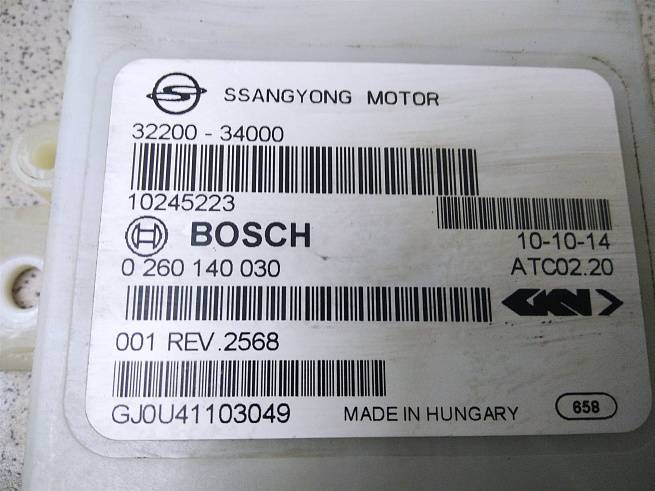 SSANGYONG MOTOR
32200 - 34000
10245223
BOSCH
10-10-14
0 260 140 030
ATC02.20
GKN
001 REV.2568
GJ0U41103049
MADE IN HUNGARY
658